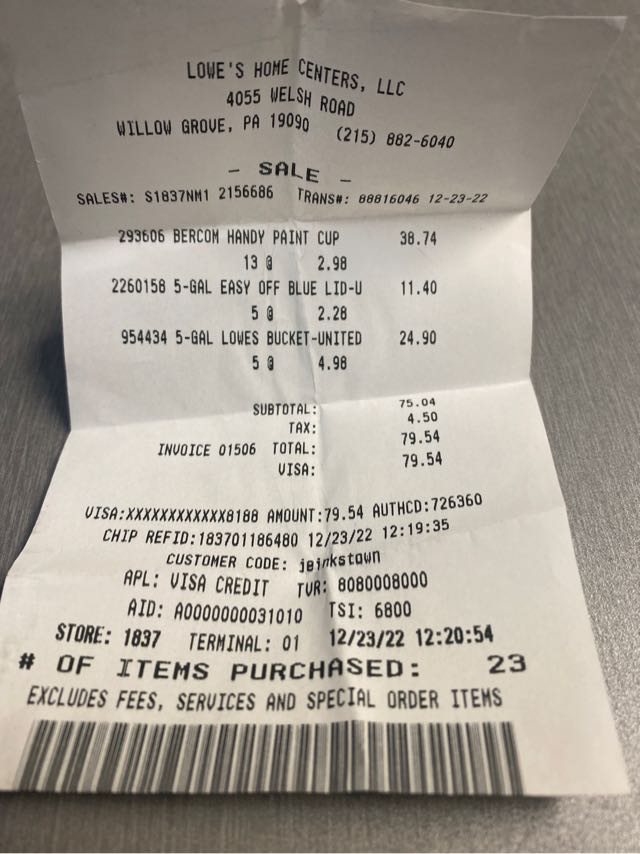 LOWE'S HOME CENTERS, LLC
4055 WELSH ROAD
WILLOW GROVE, PA 19090 (215) 882-6040
- SALE -
SALES#: S1837NM1 2156686 TRANS#: 88816046 12-23-22
293606 BERCOM HANDY PAINT CUP 38.74
13 @ 2.98
2260158 5-GAL EASY OFF BLUE LID-U 11.40
5 @ 2.28
954434 5-GAL LOWES BUCKET-UNITED 24.90
5 @ 4.98
SUBTOTAL: 75.04
TAX: 4.50
INVOICE 01506 TOTAL: 79.54
VISA: 79.54
VISA:XXXXXXXXXXXX8188 AMOUNT:79.54 AUTHCD:726360
CHIP REFID:183701186480 12/23/22 12:19:35
CUSTOMER CODE:
APL: VISA CREDIT TVR: 8080008000
AID: A0000000031010 TSI: 6800
STORE: 1837 TERMINAL: 01 12/23/22 12:20:54
# OF ITEMS PURCHASED: 23
EXCLUDES FEES, SERVICES AND SPECIAL ORDER ITEMS